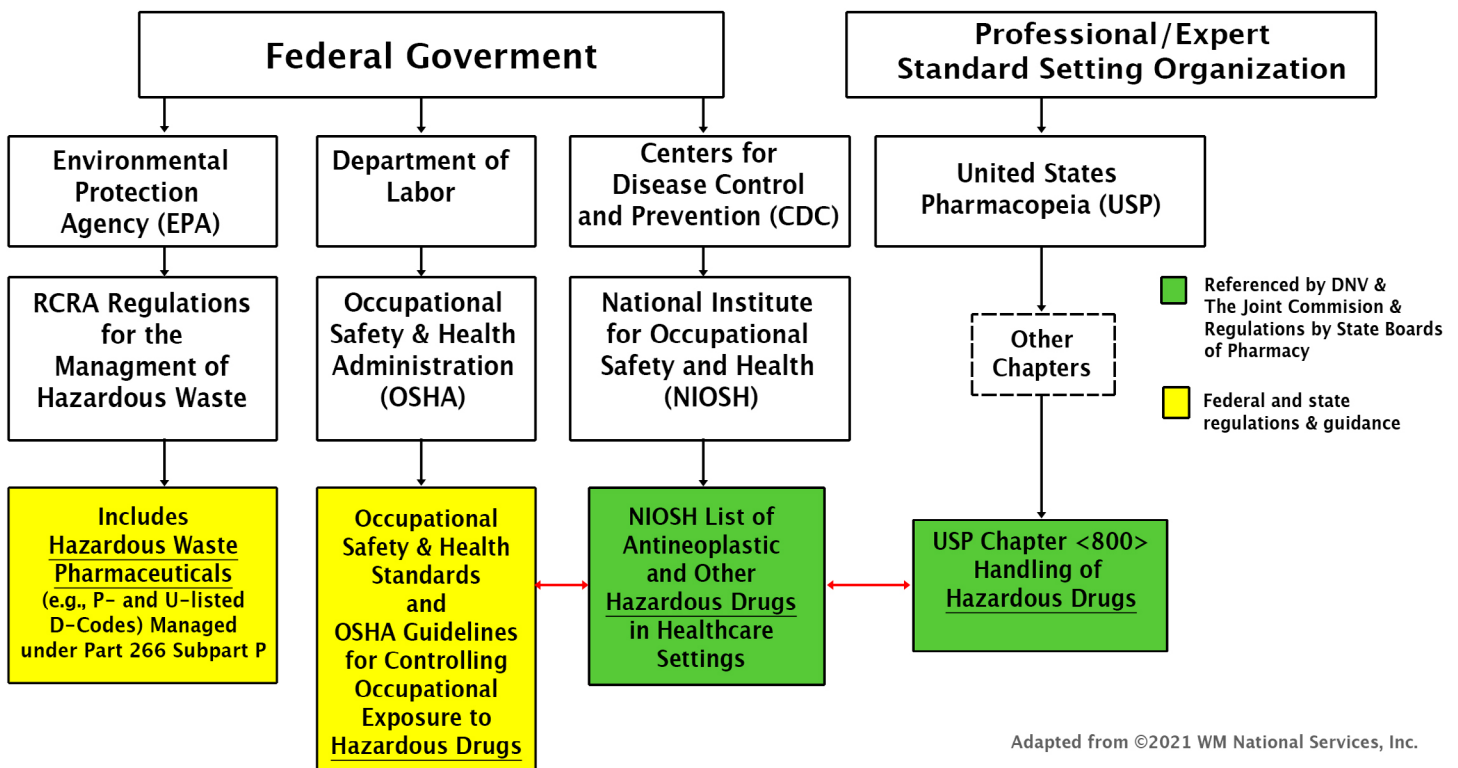 Federal Goverment
Professional/Expert
Standard Setting Organization
Environmental
Protection
Agency (EPA)
Department of
Labor
Centers for
Disease Control
and Prevention (CDC)
United States
Pharmacopeia (USP)
RCRA Regulations
for the
Managment of
Hazardous Waste
Occupational
Safety & Health
Administration
(OSHA)
National Institute
for Occupational
Safety and Health
(NIOSH)
Other
Chapters
Referenced by DNV &
The Joint Commision &
Regulations by State Boards
of Pharmacy
Federal and state
regulations & guidance
Includes
Hazardous Waste
Pharmaceuticals
(e.g., P- and U-listed
D-Codes) Managed
under Part 266 Subpart P
Occupational
Safety & Health
Standards
and
OSHA Guidelines
for Controlling
Occupational
Exposure to
Hazardous Drugs
NIOSH List of
Antineoplastic
and Other
Hazardous Drugs
in Healthcare
Settings
USP Chapter <800>
Handling of
Hazardous Drugs
Adapted from ©2021 WM National Services, Inc.